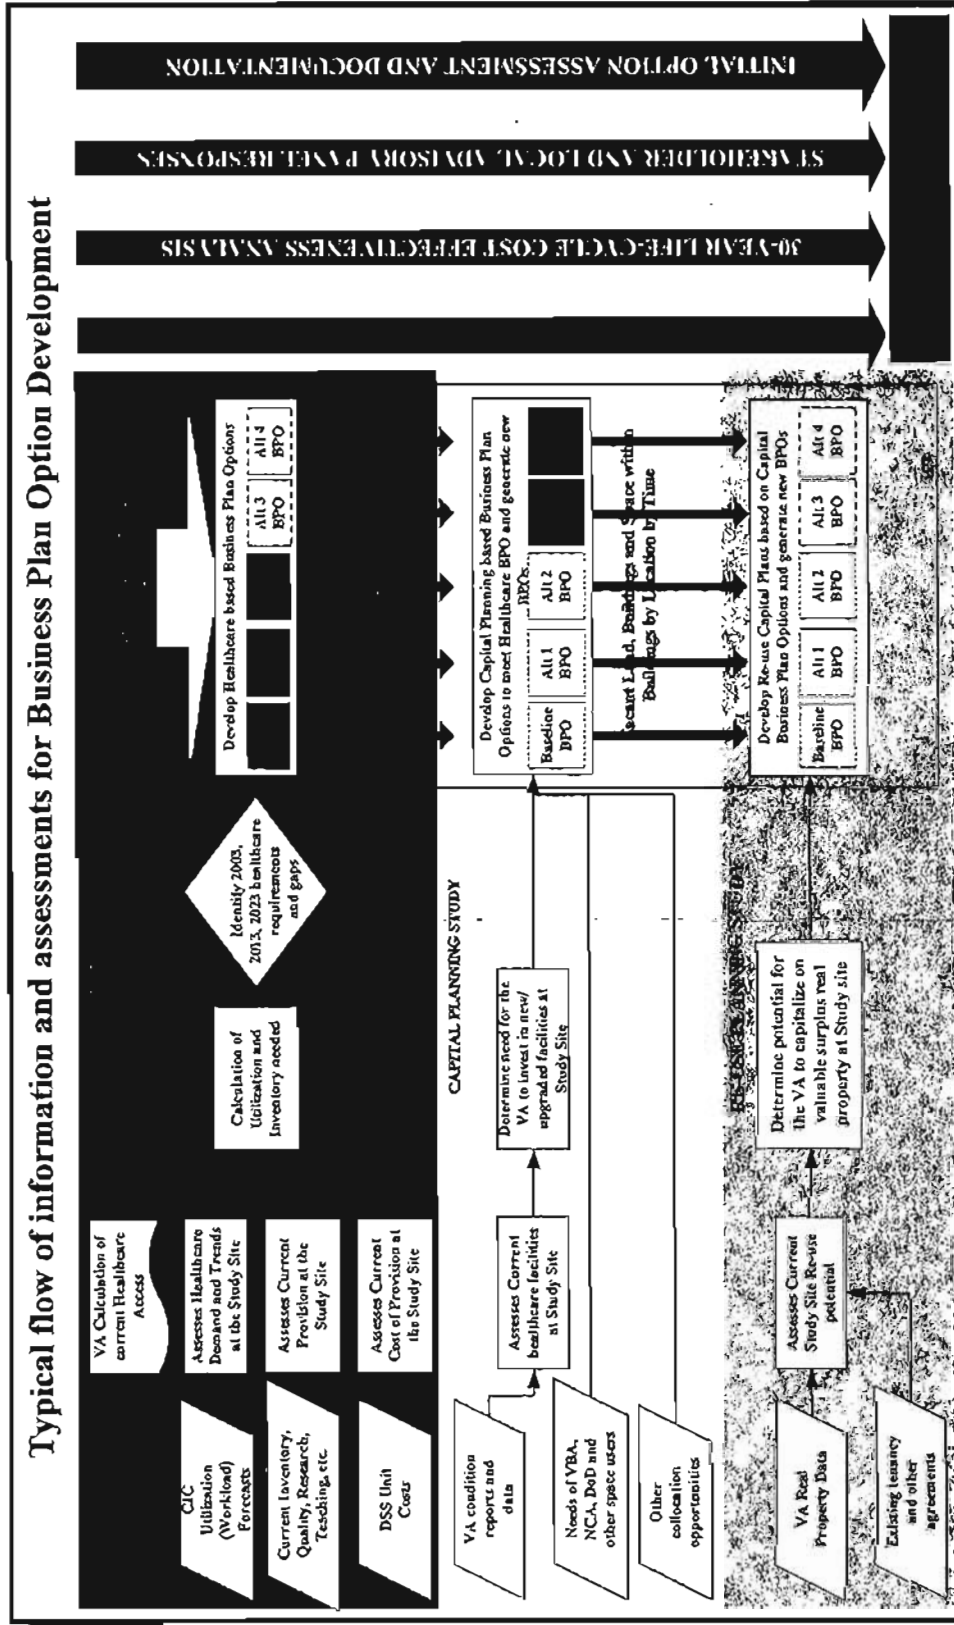 Typical flow of information and assessments for Business Plan Option Development
VA Calculation of
current Healthcare
Access
CIC
Utilization
(Workload)
Forecasts
Assesses Healthcare
Demand and Trends
at the Study Site
Current Inventory,
Quality, Research,
Teaching, etc.
Assesses Current
Provision at the
Study Site
DSS Unit
Costs
Assesses Current
Cost of Provision at
the Study Site
Calculation of
Utilization and
Inventory needed
Identify 2003,
2013, 2023 healthcare
requirements
and gaps
Develop Healthcare based Business Plan Options
Alt 3
BPO
Alt 4
BPO
CAPITAL PLANNING STUDY
VA condition
reports and
data
Needs of VBA,
NCA, DoD and
other space users
Other
collocation
opportunities
Assesses Current
healthcare facilities
at Study Site
Determine need for the
VA to invest in new/
upgraded facilities at
Study Site
Develop Capital Planning based Business Plan
Options to meet Healthcare BPO and generate new
BPOs
Baseline
BPO
Alt 1
BPO
Alt 2
BPO
Vacant Land, Buildings and Space within
Buildings by Location by Time
RE-USE PLANNING STUDY
VA Real
Property Data
Existing tenancy
and other
agreements
Assesses Current
Study Site Re-use
potential
Determine potential for
the VA to capitalize on
valuable surplus real
property at Study site
Develop Re-use Capital Plans based on Capital
Business Plan Options and generate new BPOs
Baseline
BPO
Alt 1
BPO
Alt 2
BPO
Alt 3
BPO
Alt 4
BPO
30-YEAR LIFE-CYCLE COST EFFECTIVENESS ANALYSIS
STAKEHOLDER AND LOCAL ADVISORY PANEL RESPONSES
INITIAL OPTION ASSESSMENT AND DOCUMENTATION